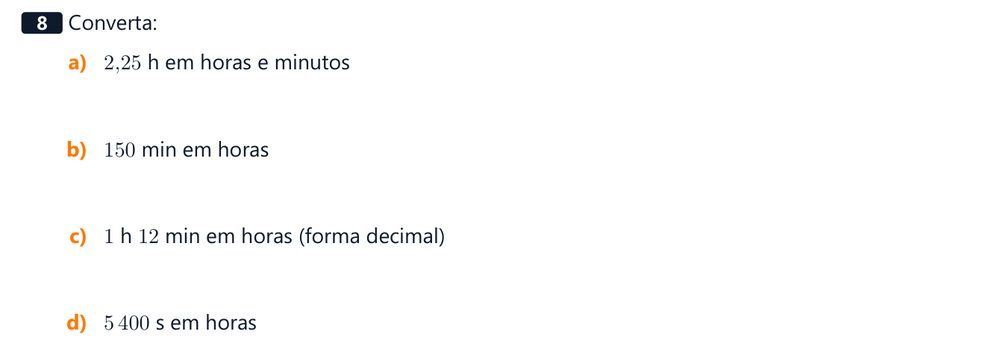 8 Converta:
a) 2,25 h em horas e minutos
b) 150 min em horas
c) 1 h 12 min em horas (forma decimal)
d) 5 400 s em horas